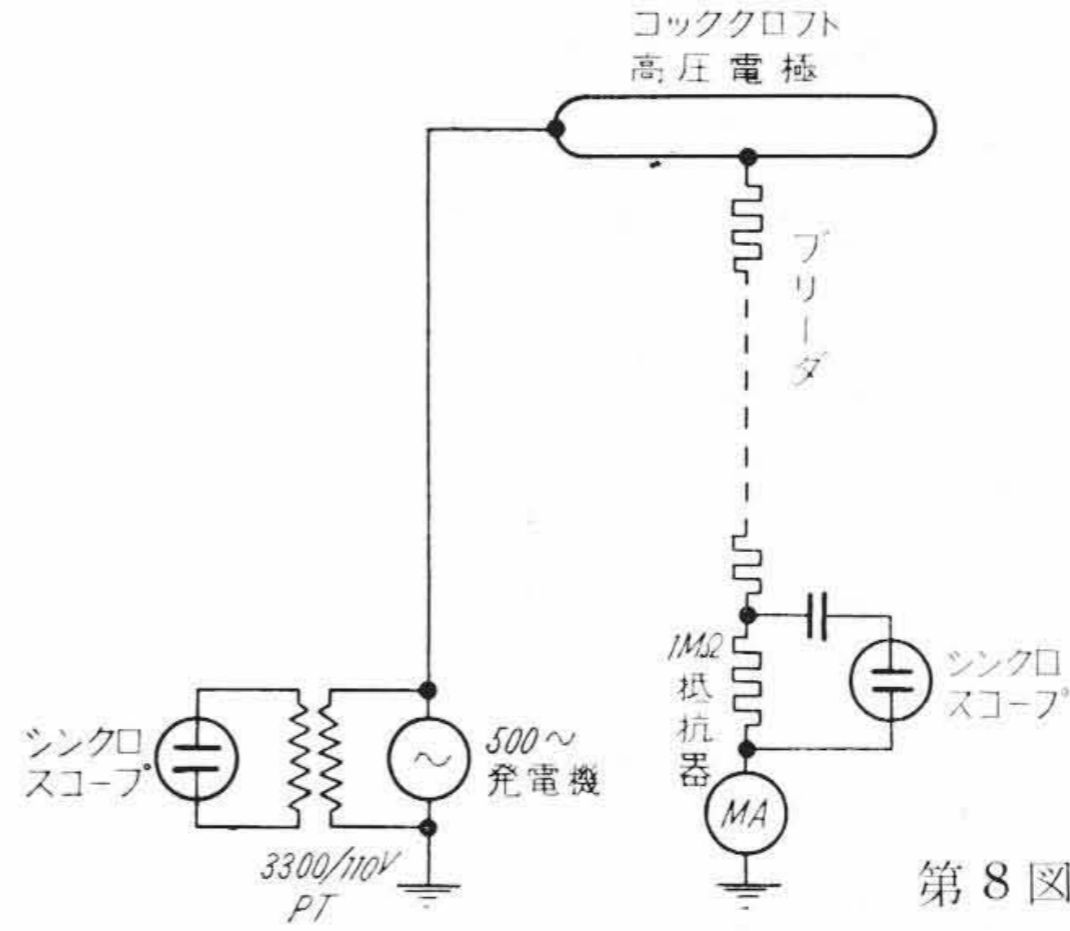 コッククロフト
高圧電極
ブリーダ
1MΩ
抵抗器
シンクロ
スコープ
シンクロ
スコープ
500～
発電機
～
MA
3300/110V
PT
第8図